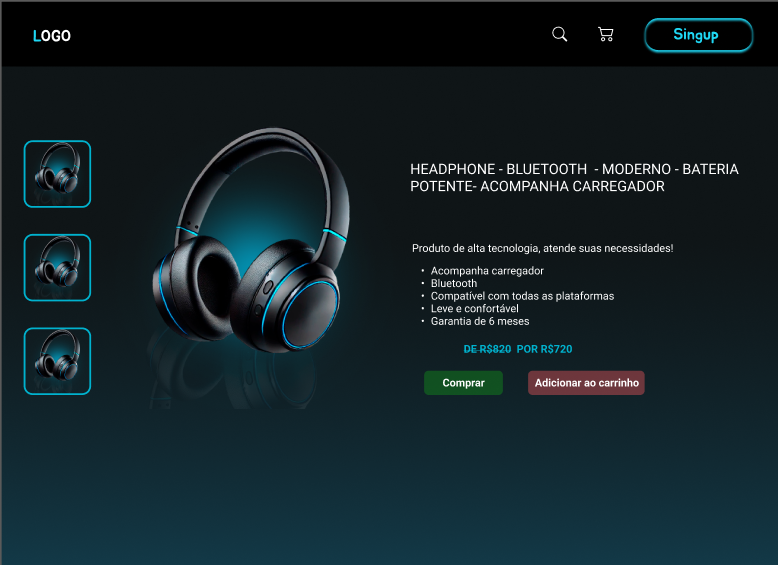 LOGO
Singup
HEADPHONE - BLUETOOTH - MODERNO - BATERIA
POTENTE- ACOMPANHA CARREGADOR
Produto de alta tecnologia, atende suas necessidades!
• Acompanha carregador
• Bluetooth
• Compatível com todas as plataformas
• Leve e confortável
• Garantia de 6 meses
DE R$820 POR R$720
Comprar
Adicionar ao carrinho